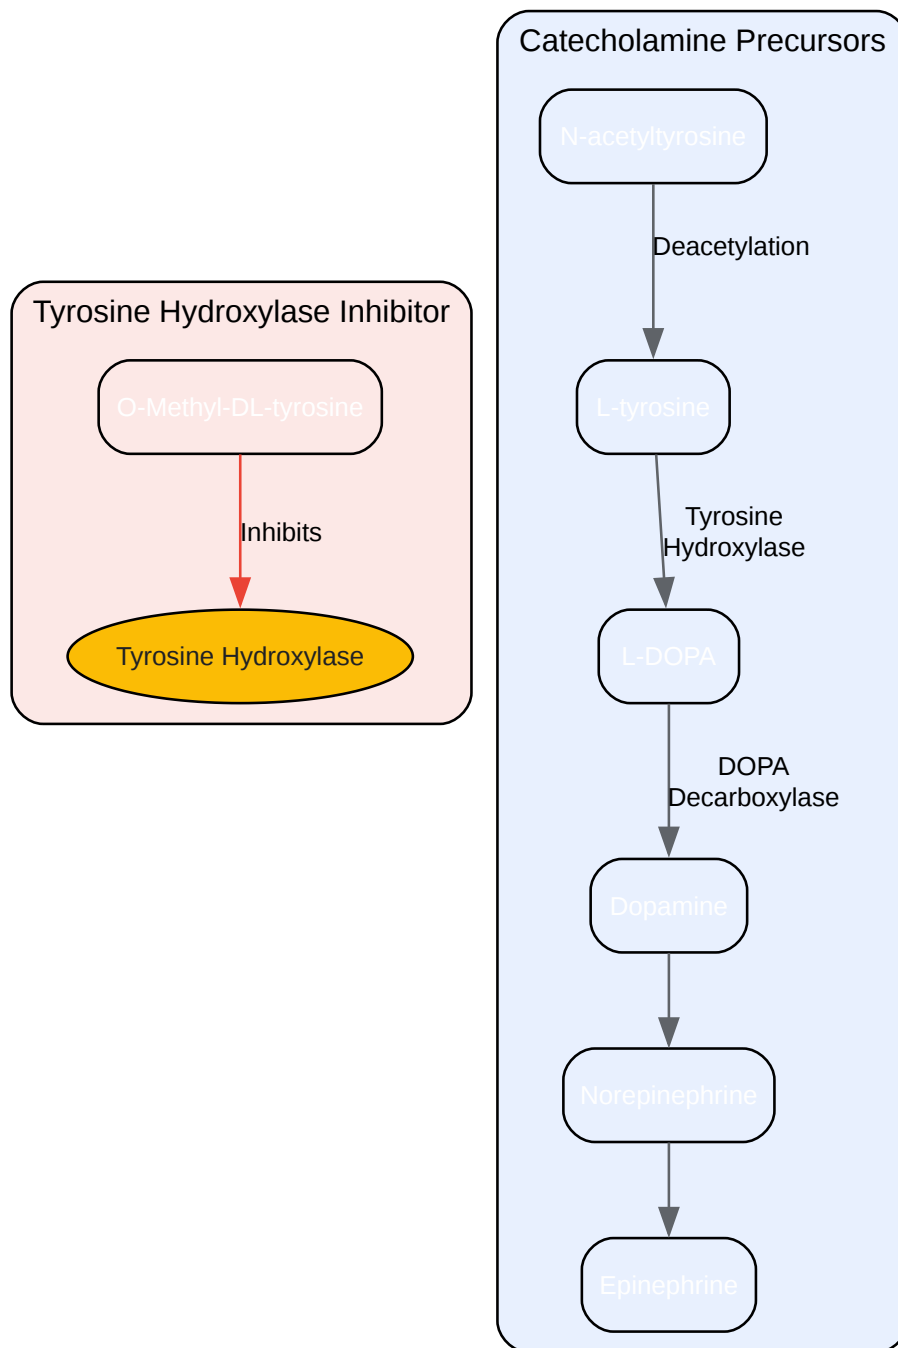 Tyrosine Hydroxylase Inhibitor
O-Methyl-DL-tyrosine
Inhibits
Tyrosine Hydroxylase
Catecholamine Precursors
N-acetyltyrosine
Deacetylation
L-tyrosine
Tyrosine
Hydroxylase
L-DOPA
DOPA
Decarboxylase
Dopamine
Norepinephrine
Epinephrine